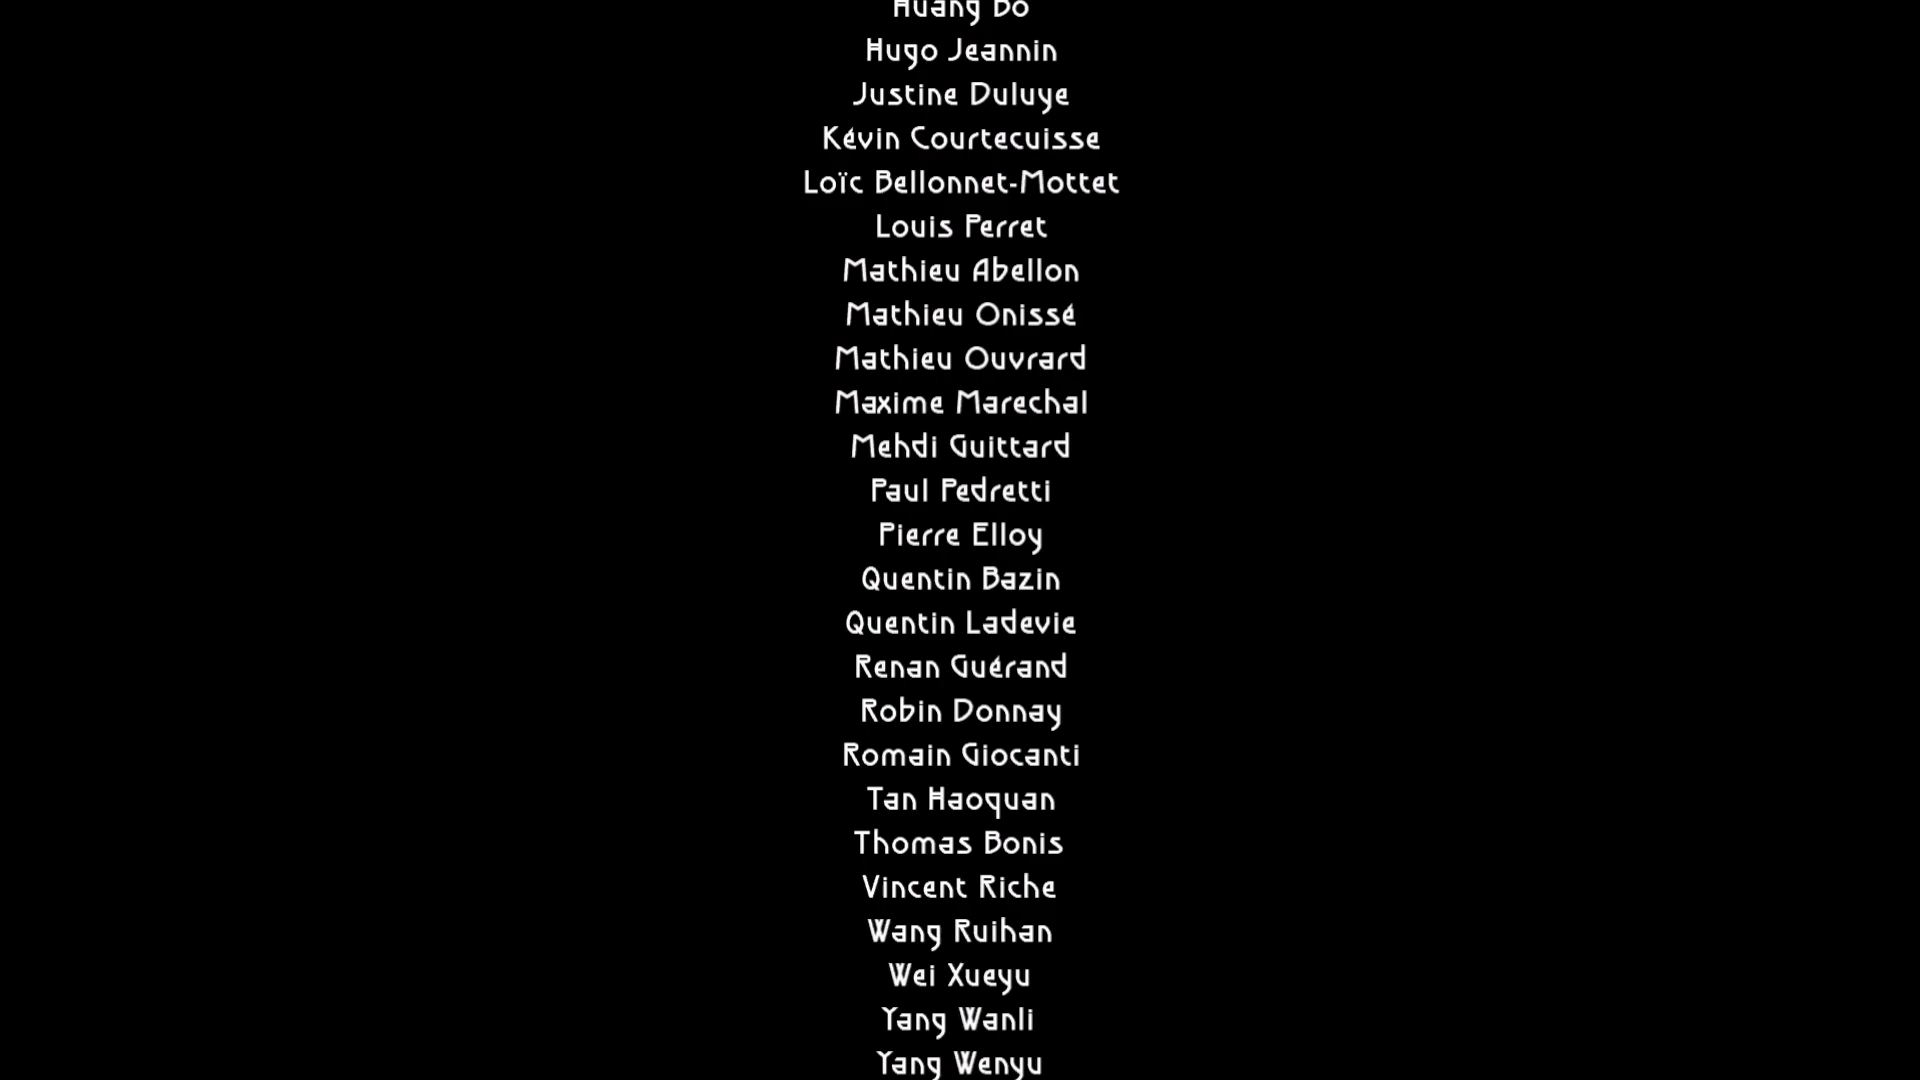 Huang Bo
Hugo Jeannin
Justine Duluye
Kévin Courtecuisse
Loïc Bellonnet-Mottet
Louis Perret
Mathieu Abellon
Mathieu Onissé
Mathieu Ouvrard
Maxime Marechal
Mehdi Guittard
Paul Pedretti
Pierre Elloy
Quentin Bazin
Quentin Ladevie
Renan Guérand
Robin Donnay
Romain Giocanti
Tan Haoquan
Thomas Bonis
Vincent Riche
Wang Ruihan
Wei Xueyu
Yang Wanli
Yang Wenyu